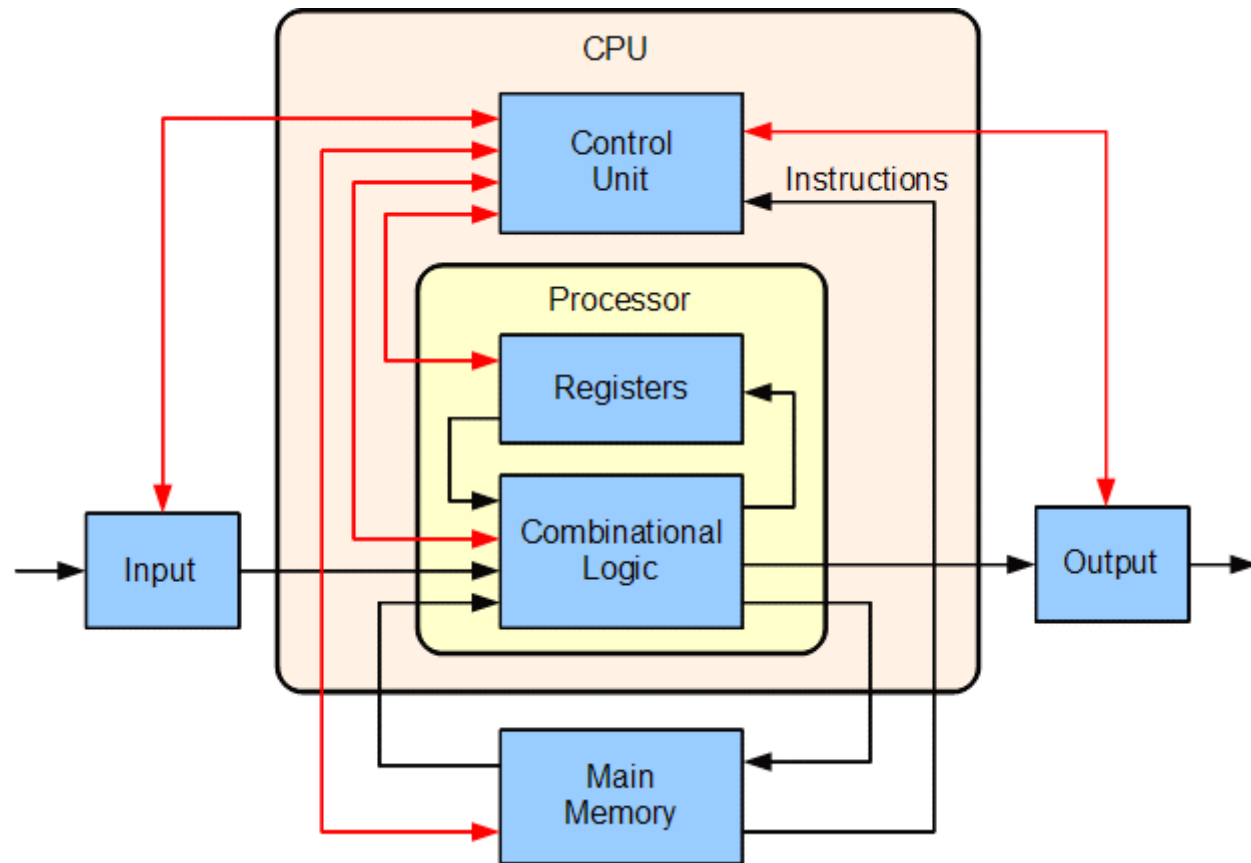 CPU
Control
Unit
Instructions
Processor
Registers
Combinational
Logic
Input
Output
Main
Memory